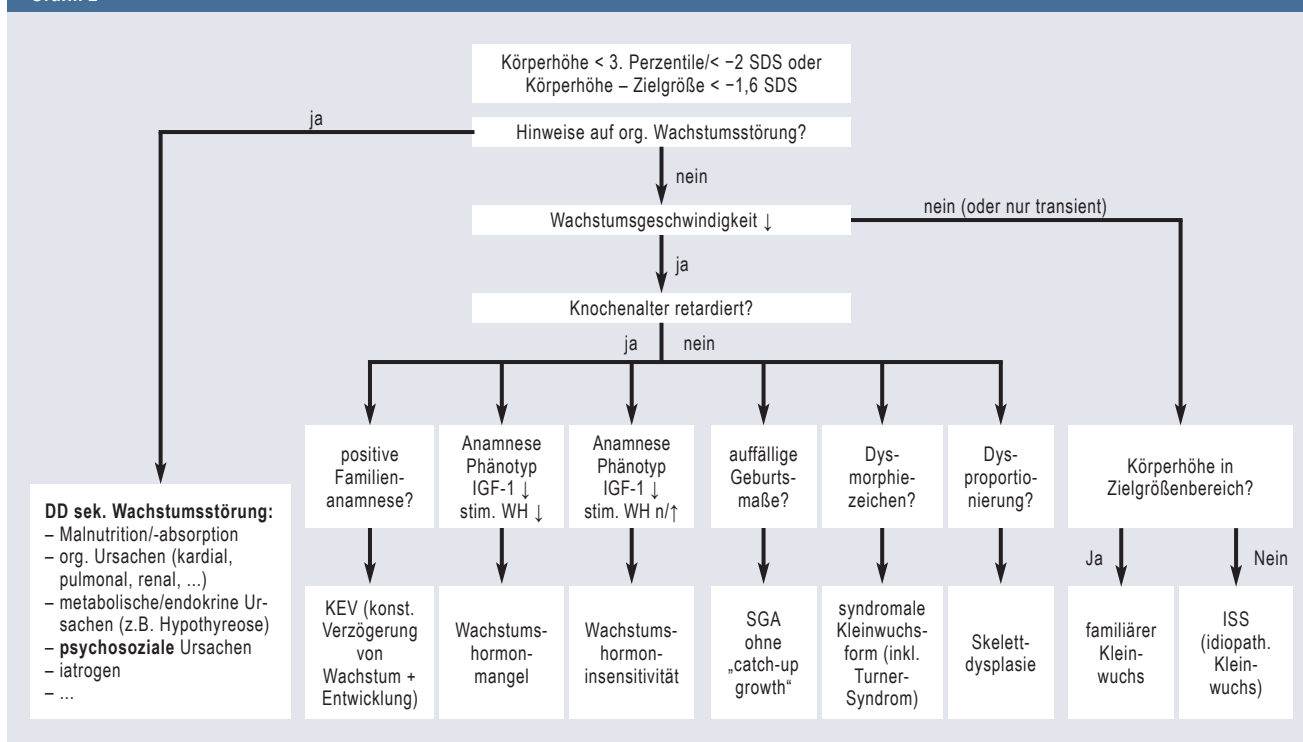 Körperhöhe < 3. Perzentile/< −2 SDS oder
Körperhöhe – Zielgröße < −1,6 SDS
ja
Hinweise auf org. Wachstumsstörung?
nein
Wachstumsgeschwindigkeit ↓
nein (oder nur transient)
ja
Knochenalter retardiert?
ja
nein
positive
Familien-
anamnese?
Anamnese
Phänotyp
IGF-1 ↓
stim. WH ↓
Anamnese
Phänotyp
IGF-1 ↓
stim. WH n/↑
auffällige
Geburts-
maße?
Dys-
morphie-
zeichen?
Dys-
proportio-
nierung?
Körperhöhe in
Zielgrößenbereich?
Ja
Nein
DD sek. Wachstumsstörung:
– Malnutrition/-absorption
– org. Ursachen (kardial,
pulmonal, renal, ...)
– metabolische/endokrine Ur-
sachen (z.B. Hypothyreose)
– psychosoziale Ursachen
– iatrogen
– ...
KEV (konst.
Verzögerung
von
Wachstum +
Entwicklung)
Wachstums-
hormon-
mangel
Wachstums-
hormon-
insensitivität
SGA
ohne
„catch-up
growth“
syndromale
Kleinwuchs-
form (inkl.
Turner-
Syndrom)
Skelett-
dysplasie
familiärer
Klein-
wuchs
ISS
(idiopath.
Klein-
wuchs)